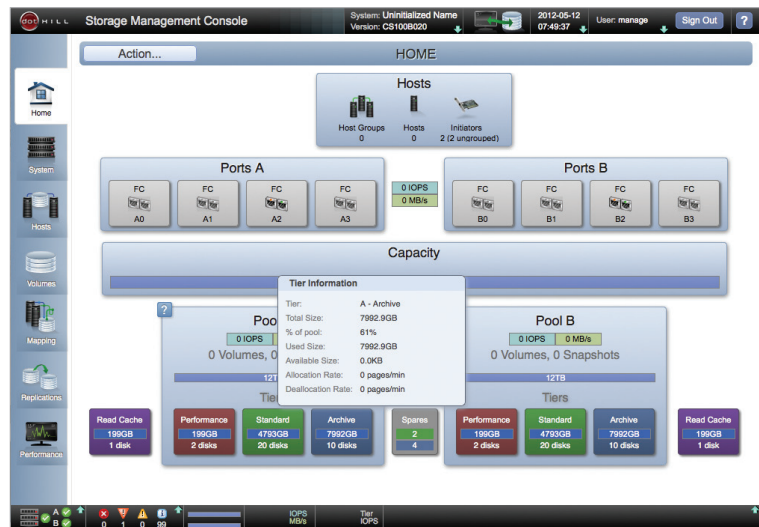 dot HILL
Storage Management Console
System: Uninitialized Name
Version: CS100B020
2012-05-12
07:49:37
User: manage
Sign Out
?
Action...
HOME
Home
System
Hosts
Volumes
Mapping
Replications
Performance
Hosts
Host Groups
0
Hosts
0
Initiators
2 (2 ungrouped)
Ports A
FC
A0
FC
A1
FC
A2
FC
A3
0 IOPS
0 MB/s
Ports B
FC
B0
FC
B1
FC
B2
FC
B3
Capacity
Tier Information
Tier: A - Archive
Total Size: 7992.9GB
% of pool: 61%
Used Size: 7992.9GB
Available Size: 0.0KB
Allocation Rate: 0 pages/min
Deallocation Rate: 0 pages/min
?
Poo
0 IOPS
0 Volumes, 0
12T
Tie
Pool B
0 IOPS 0 MB/s
0 Volumes, 0 Snapshots
12TB
Tiers
Read Cache
199GB
1 disk
Performance
199GB
2 disks
Standard
4793GB
20 disks
Archive
7992GB
10 disks
Spares
2
4
Performance
199GB
2 disks
Standard
4793GB
20 disks
Archive
7992GB
10 disks
Read Cache
199GB
1 disk
A
B
0 1 0 99
IOPS
MB/s
Tier
IOPS